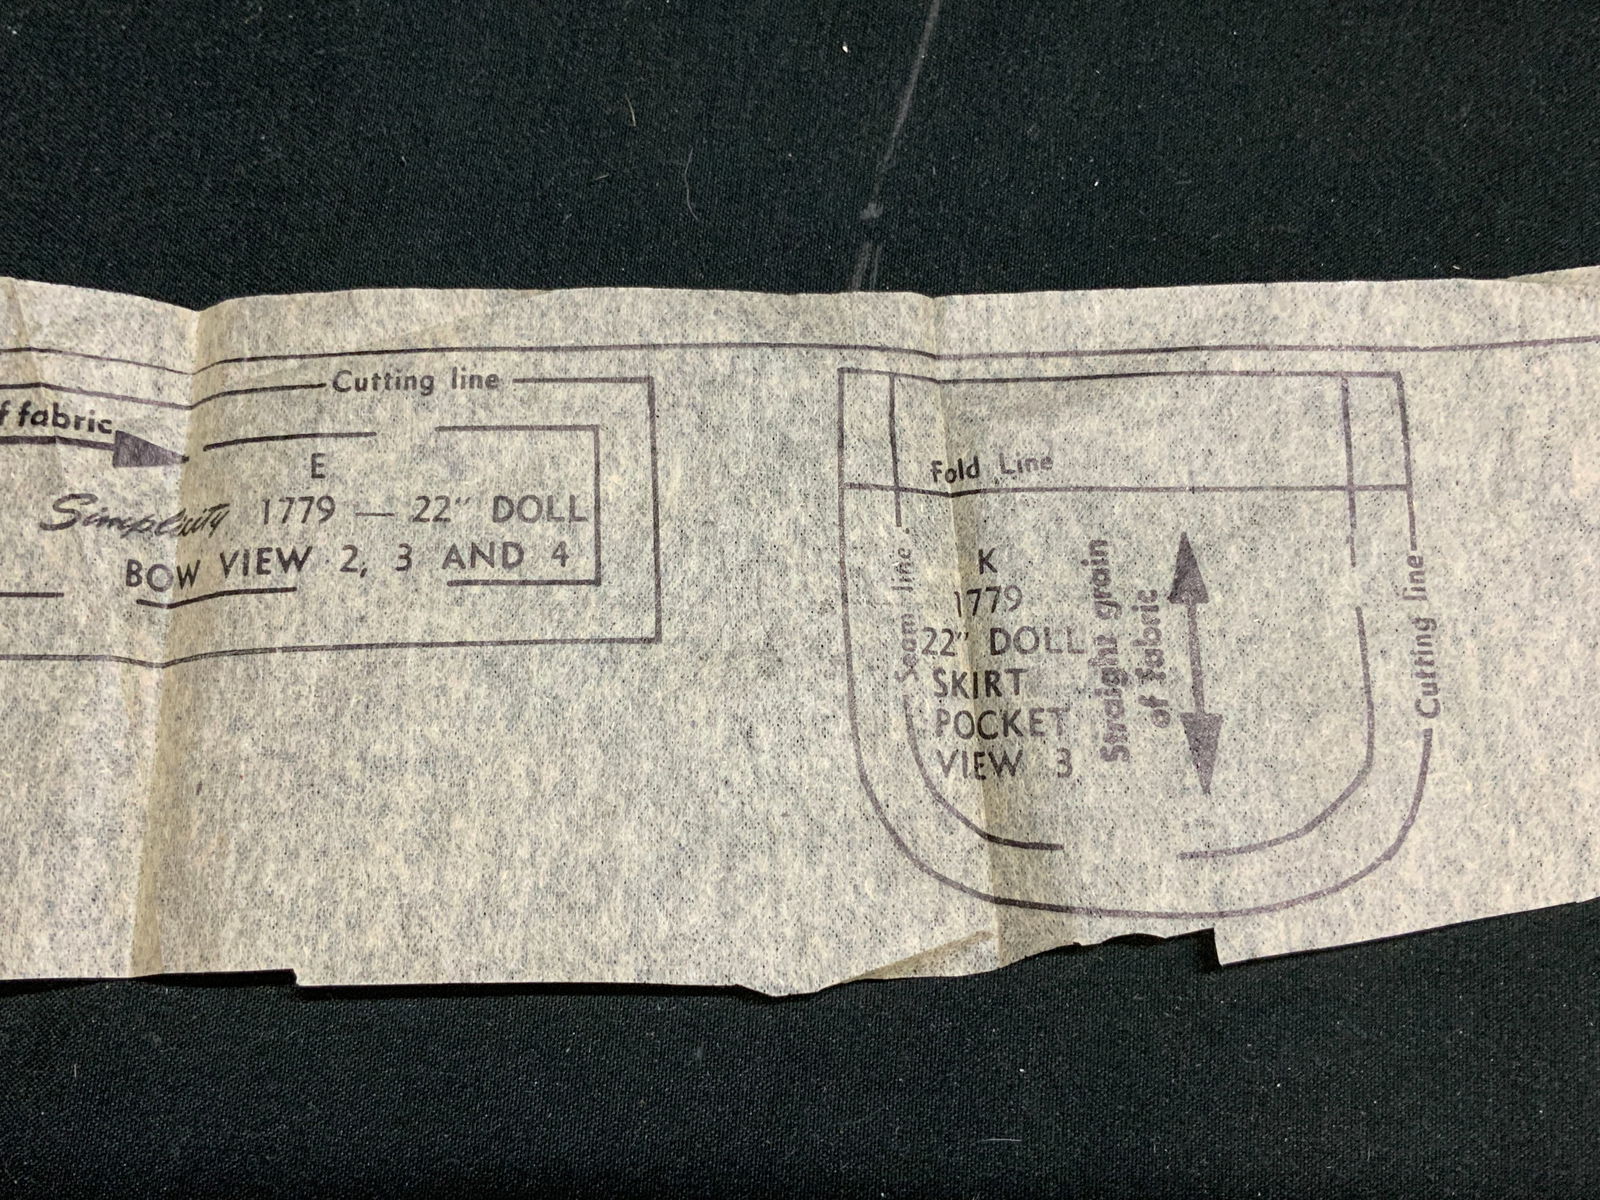 Cutting line
f fabric
E
Simplicity 1779 — 22" DOLL
BOW VIEW 2, 3 AND 4
Fold Line
Seam line
K
1779
22" DOLL
SKIRT
POCKET
VIEW 3
Straight grain
of fabric
Cutting line